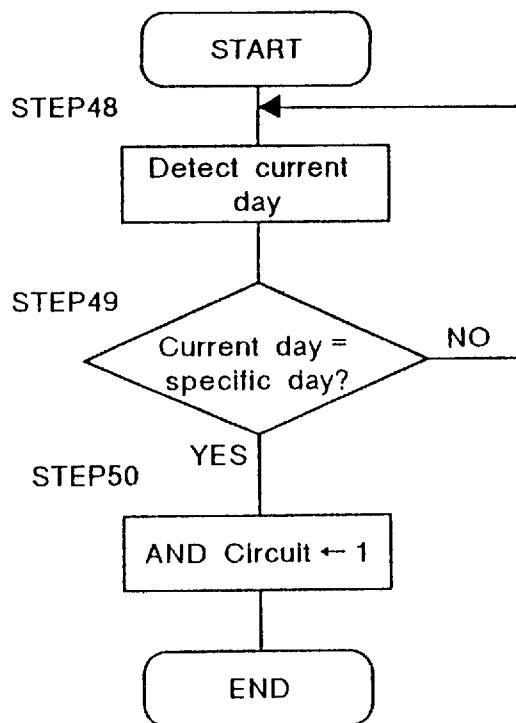 START
STEP48
Detect current
day
STEP49
Current day =
specific day?
NO
YES
STEP50
AND Circuit ← 1
END